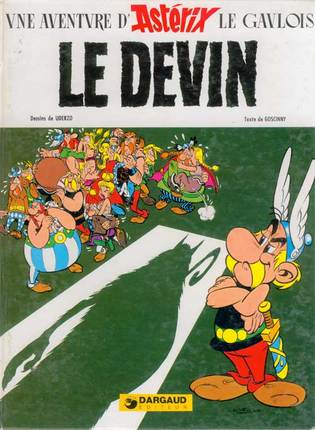 VNE AVENTVRE D'Astérix LE GAVLOIS
LE DEVIN
Dessins de UDERZO
Texte de GOSCINNY
DARGAUD
EDITEUR